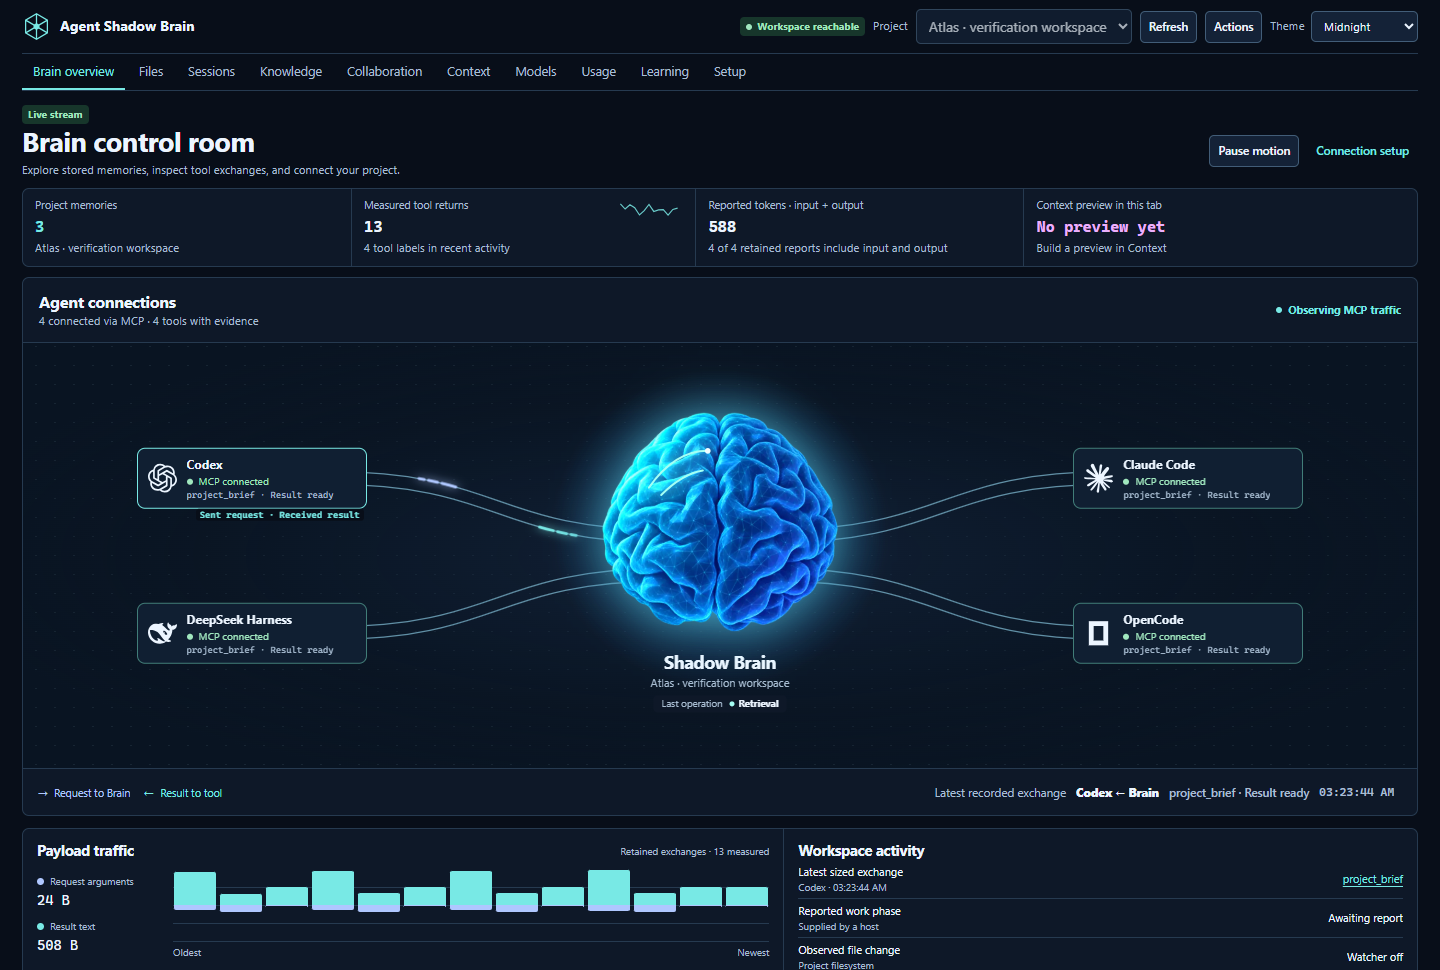 Agent Shadow Brain
Workspace reachable
Project
Atlas · verification workspace
Refresh
Actions
Theme
Midnight
Brain overview
Files
Sessions
Knowledge
Collaboration
Context
Models
Usage
Learning
Setup
Live stream
Brain control room
Explore stored memories, inspect tool exchanges, and connect your project.
Pause motion
Connection setup
Project memories
3
Atlas · verification workspace
Measured tool returns
13
4 tool labels in recent activity
Reported tokens · input + output
588
4 of 4 retained reports include input and output
Context preview in this tab
No preview yet
Build a preview in Context
Agent connections
4 connected via MCP · 4 tools with evidence
Observing MCP traffic
Codex
MCP connected
project_brief · Result ready
Sent request · Received result
Claude Code
MCP connected
project_brief · Result ready
DeepSeek Harness
MCP connected
project_brief · Result ready
OpenCode
MCP connected
project_brief · Result ready
Shadow Brain
Atlas · verification workspace
Last operation • Retrieval
→ Request to Brain
← Result to tool
Latest recorded exchange Codex ← Brain project_brief · Result ready 03:23:44 AM
Payload traffic
Retained exchanges · 13 measured
Request arguments
24 B
Result text
508 B
Oldest
Newest
Workspace activity
Latest sized exchange
Codex · 03:23:44 AM
project_brief
Reported work phase
Supplied by a host
Awaiting report
Observed file change
Project filesystem
Watcher off